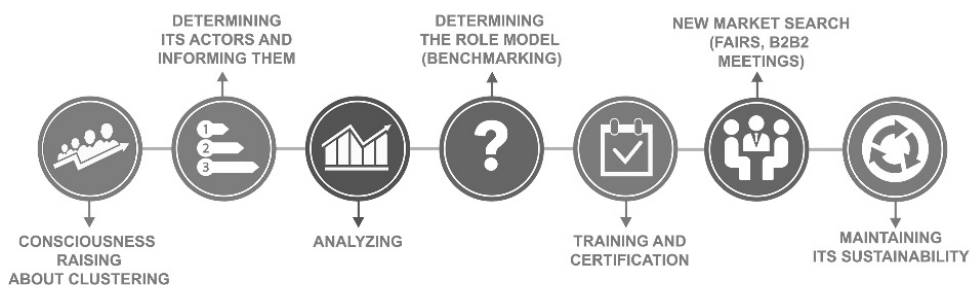 CONSCIOUSNESS
RAISING
ABOUT CLUSTERING
DETERMINING
ITS ACTORS AND
INFORMING THEM
1
2
3
ANALYZING
DETERMINING
THE ROLE MODEL
(BENCHMARKING)
?
TRAINING AND
CERTIFICATION
NEW MARKET SEARCH
(FAIRS, B2B2
MEETINGS)
MAINTAINING
ITS SUSTAINABILITY